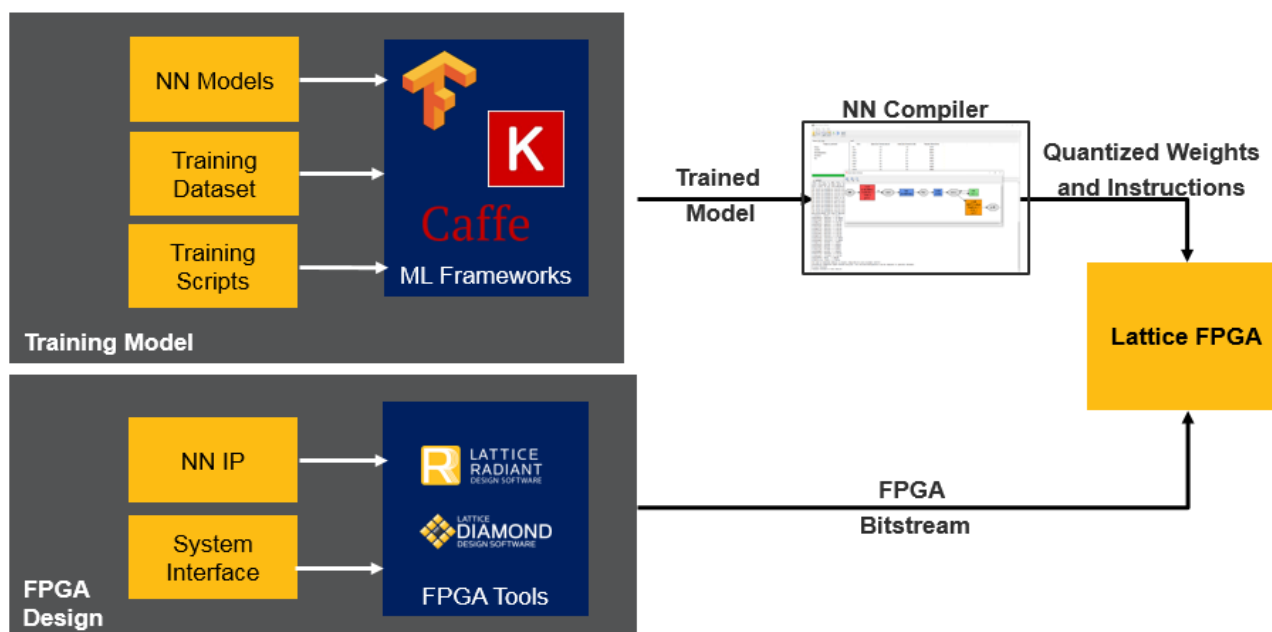 NN Models
Training
Dataset
Training
Scripts
K
Caffe
ML Frameworks
Training Model
Trained
Model
NN Compiler
Quantized Weights
and Instructions
Lattice FPGA
NN IP
System
Interface
R
LATTICE
RADIANT
DESIGN SOFTWARE
LATTICE
DIAMOND
DESIGN SOFTWARE
FPGA Tools
FPGA
Design
FPGA
Bitstream